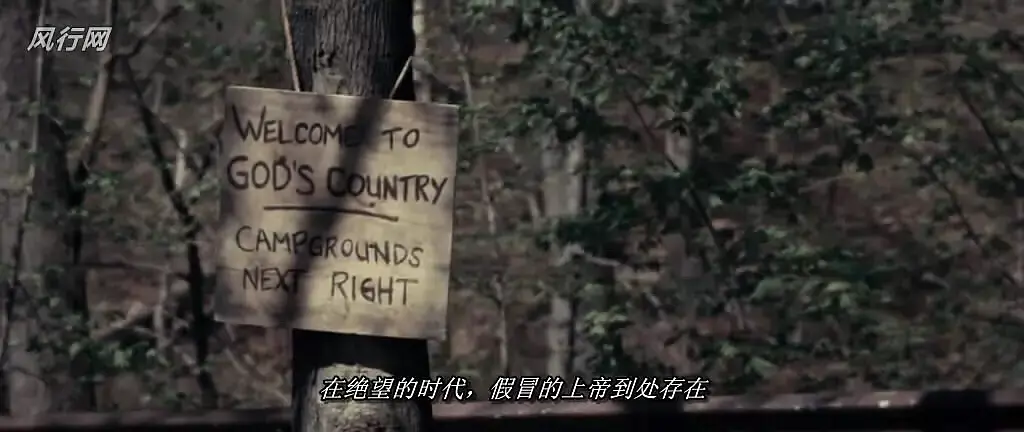 风行网
WELCOME TO
GOD'S COUNTRY
CAMPGROUNDS
NEXT RIGHT
在绝望的时代，假冒的上帝到处存在